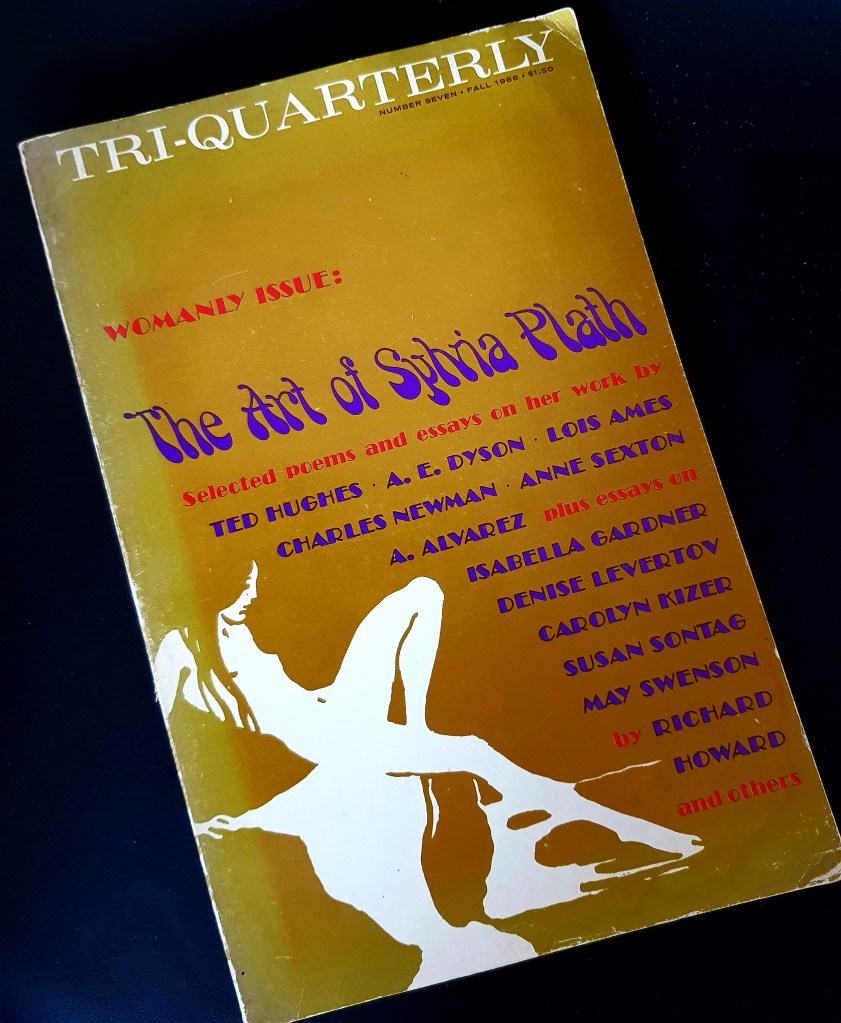 TRI-QUARTERLY
NUMBER SEVEN • FALL 1966 • $1.50
WOMANLY ISSUE:
The Art of Sylvia Plath
Selected poems and essays on her work by
TED HUGHES · A. E. DYSON · LOIS AMES
CHARLES NEWMAN · ANNE SEXTON
A. ALVAREZ plus essays on
ISABELLA GARDNER
DENISE LEVERTOV
CAROLYN KIZER
SUSAN SONTAG
MAY SWENSON
by RICHARD
HOWARD
and others